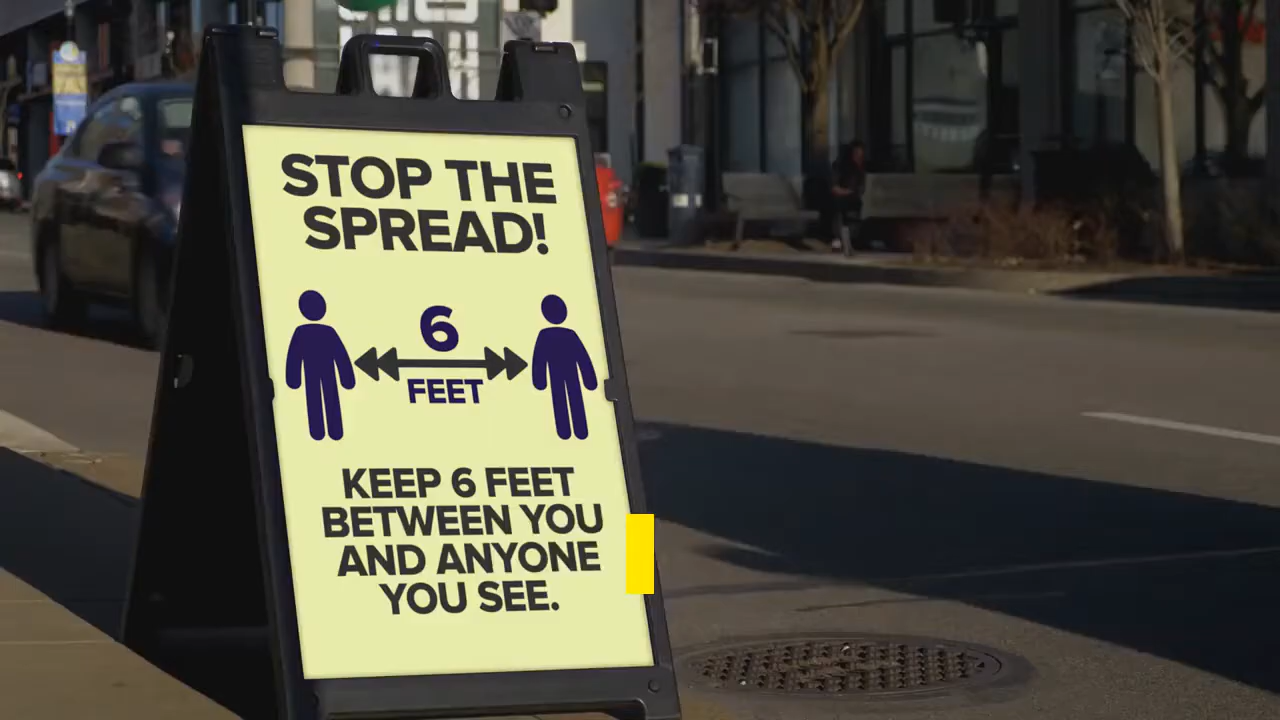 STOP THE
SPREAD!
6
FEET
KEEP 6 FEET
BETWEEN YOU
AND ANYONE
YOU SEE.